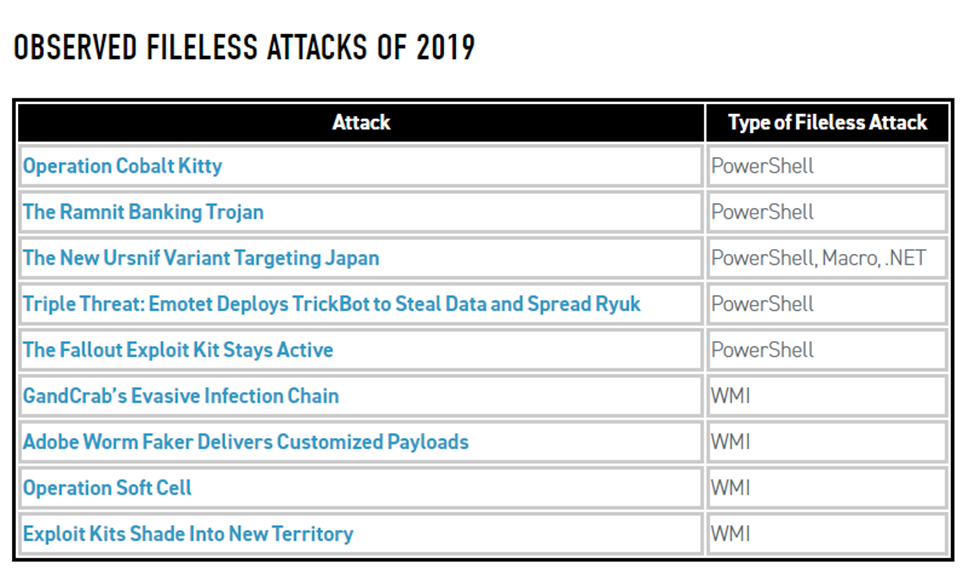 OBSERVED FILELESS ATTACKS OF 2019
Attack Type of Fileless Attack
Operation Cobalt Kitty PowerShell
The Ramnit Banking Trojan PowerShell
The New Ursnif Variant Targeting Japan PowerShell, Macro, .NET
Triple Threat: Emotet Deploys TrickBot to Steal Data and Spread Ryuk PowerShell
The Fallout Exploit Kit Stays Active PowerShell
GandCrab’s Evasive Infection Chain WMI
Adobe Worm Faker Delivers Customized Payloads WMI
Operation Soft Cell WMI
Exploit Kits Shade Into New Territory WMI